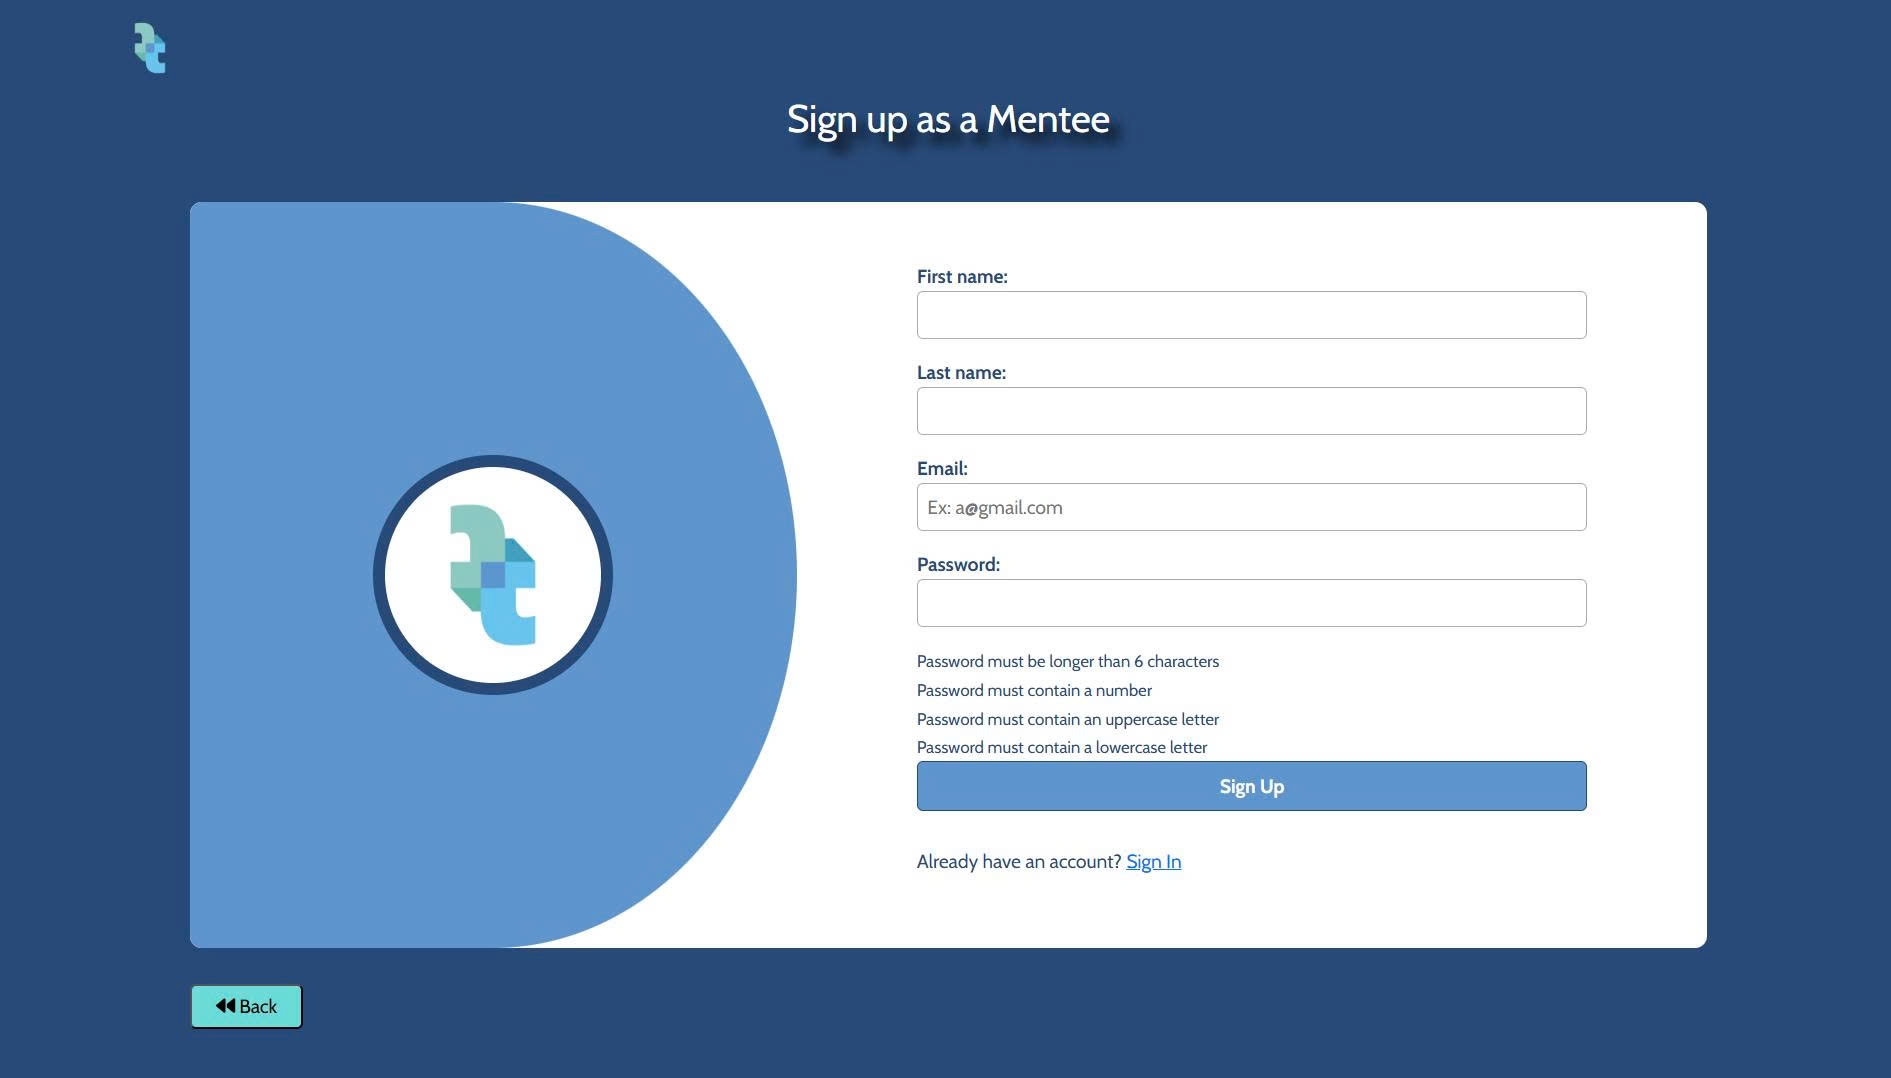 Sign up as a Mentee
First name:
Last name:
Email:
Ex: a@gmail.com
Password:
Password must be longer than 6 characters
Password must contain a number
Password must contain an uppercase letter
Password must contain a lowercase letter
Sign Up
Already have an account? Sign In
Back